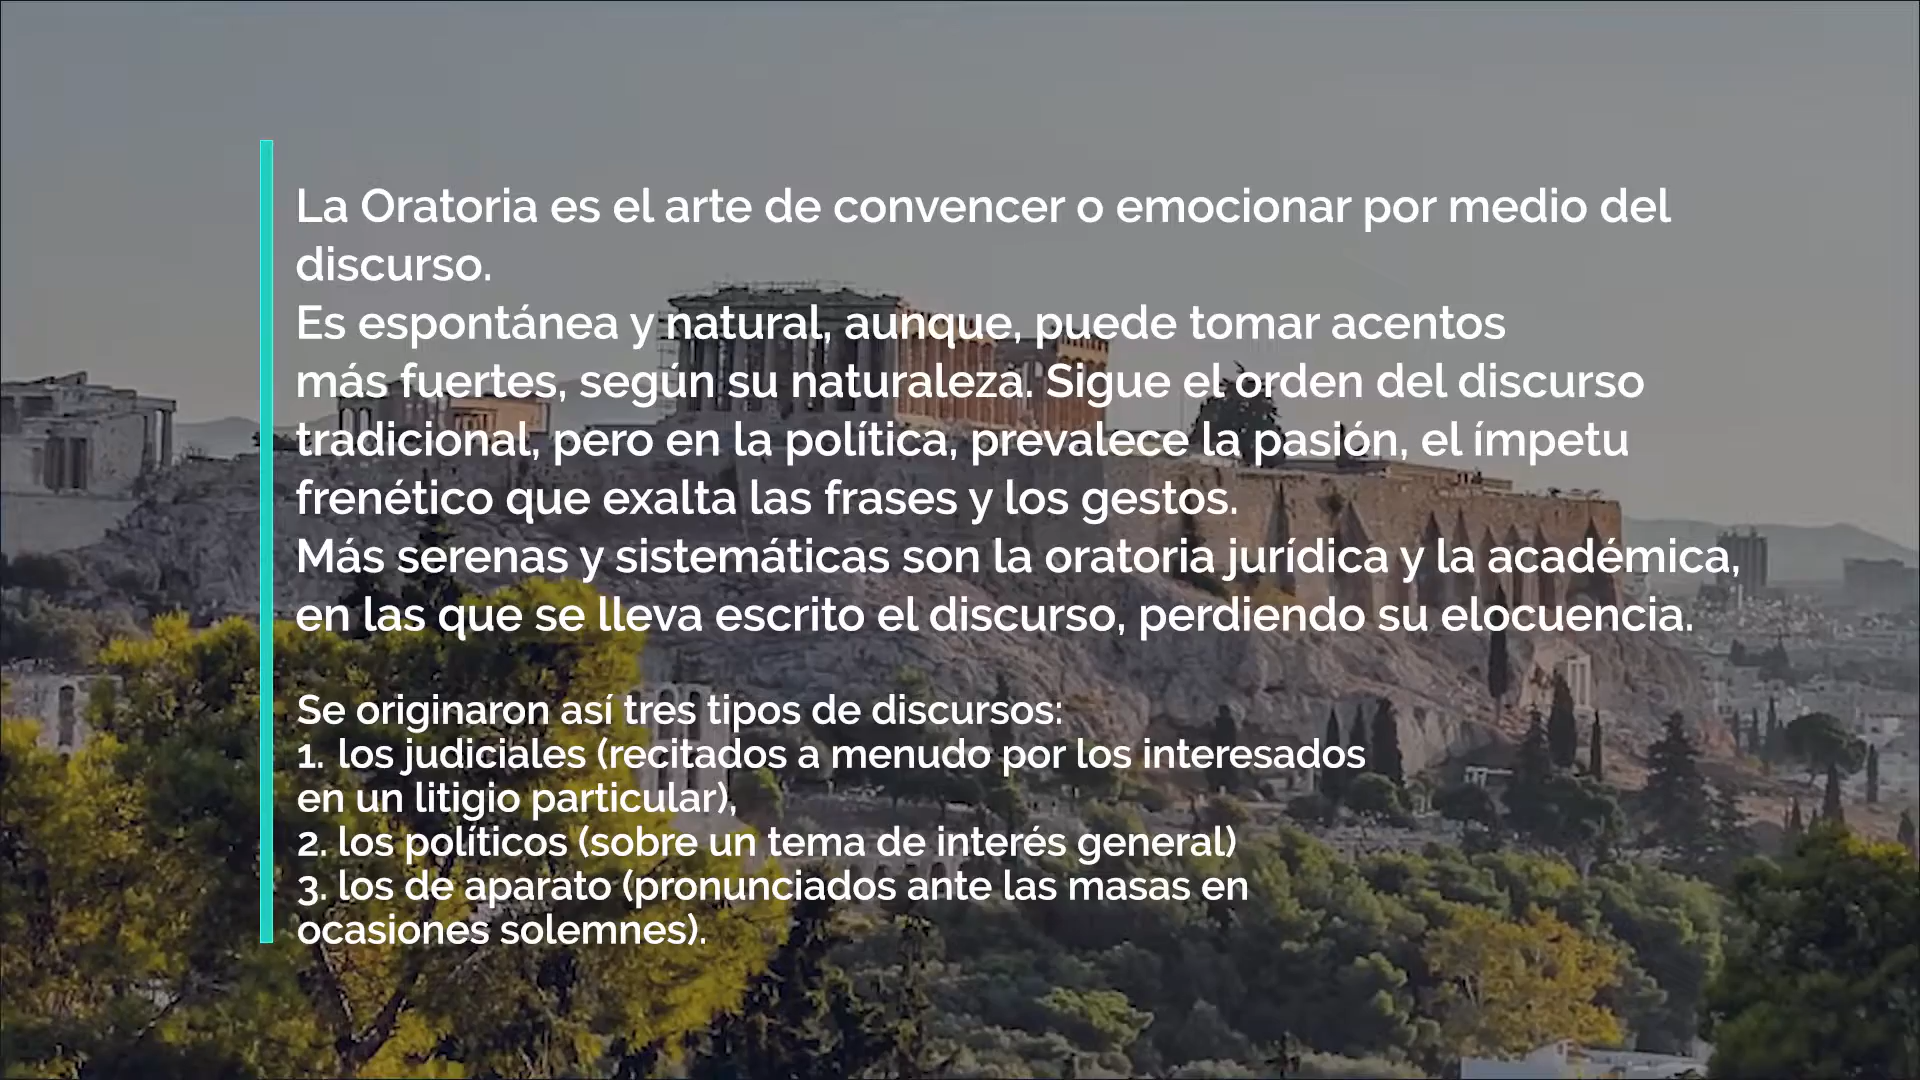 La Oratoria es el arte de convencer o emocionar por medio del
discurso.
Es espontánea y natural, aunque, puede tomar acentos
más fuertes, según su naturaleza. Sigue el orden del discurso
tradicional, pero en la política, prevalece la pasión, el ímpetu
frenético que exalta las frases y los gestos.
Más serenas y sistemáticas son la oratoria jurídica y la académica,
en las que se lleva escrito el discurso, perdiendo su elocuencia.
Se originaron así tres tipos de discursos:
1. los judiciales (recitados a menudo por los interesados
en un litigio particular),
2. los políticos (sobre un tema de interés general)
3. los de aparato (pronunciados ante las masas en
ocasiones solemnes).